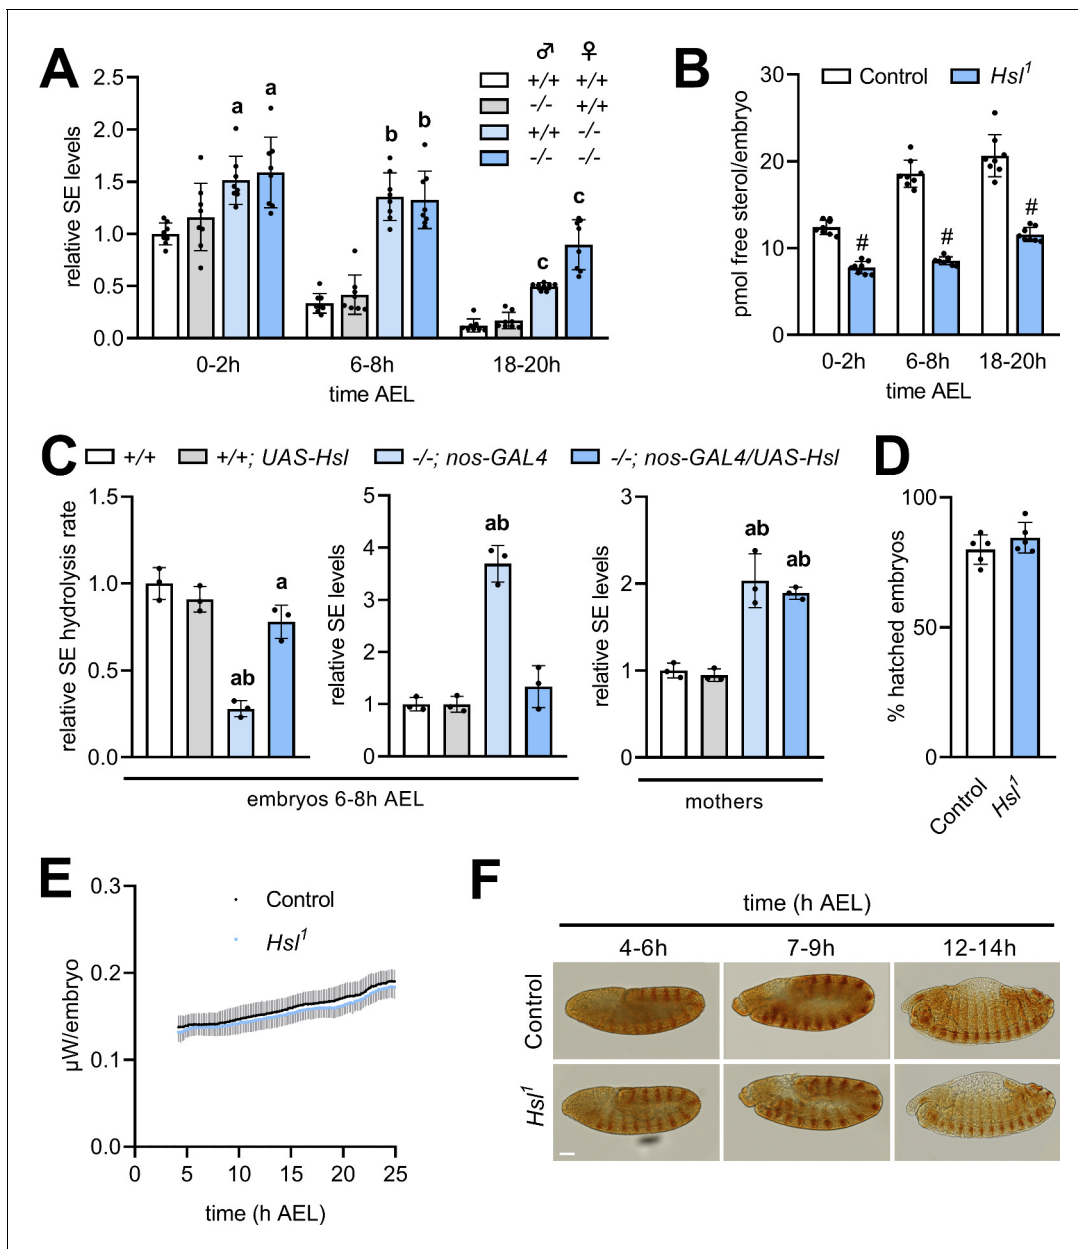 A
♂ ♀
+/+ +/+
-/- +/+
+/+ -/-
-/- -/-
relative SE levels
2.5
2.0
1.5
1.0
0.5
0.0
a a
b b
c c
0-2h 6-8h 18-20h
time AEL
B
Control Hsl1
pmol free sterol/embryo
30
20
10
0
# # #
0-2h 6-8h 18-20h
time AEL
C
+/+ +/+; UAS-Hsl -/-; nos-GAL4 -/-; nos-GAL4/UAS-Hsl
relative SE hydrolysis rate
1.5
1.0
0.5
0.0
ab a
relative SE levels
5
4
3
2
1
0
ab
embryos 6-8h AEL
relative SE levels
3
2
1
0
ab ab
mothers
D
% hatched embryos
100
50
0
Control Hsl1
E
µW/embryo
0.3
0.2
0.1
0.0
Control
Hsl1
0 5 10 15 20 25
time (h AEL)
F
time (h AEL)
4-6h 7-9h 12-14h
Control
Hsl1